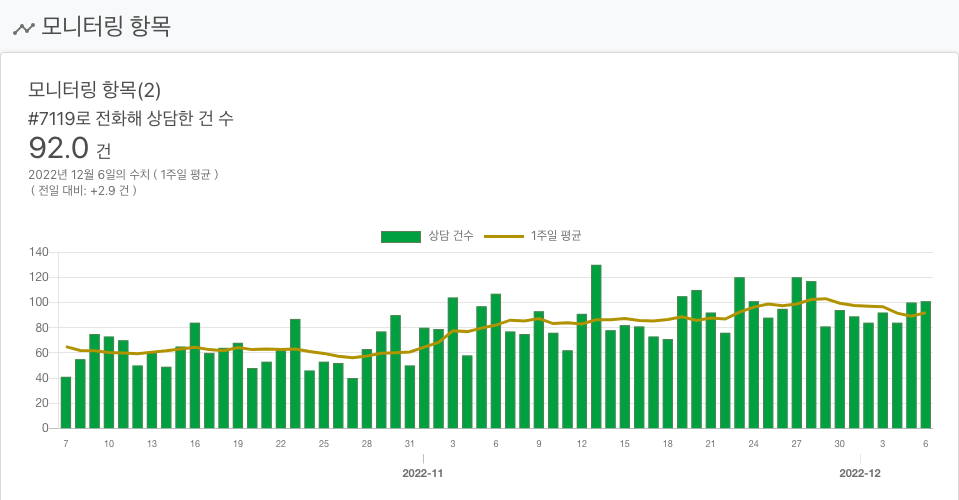 모니터링 항목
모니터링 항목(2)
#7119로 전화해 상담한 건 수
92.0 건
2022년 12월 6일의 수치 ( 1주일 평균 )
( 전일 대비: +2.9 건 )
상담 건수 1주일 평균
140
120
100
80
60
40
20
0
7 10 13 16 19 22 25 28 31 3 6 9 12 15 18 21 24 27 30 3 6
2022-11 2022-12